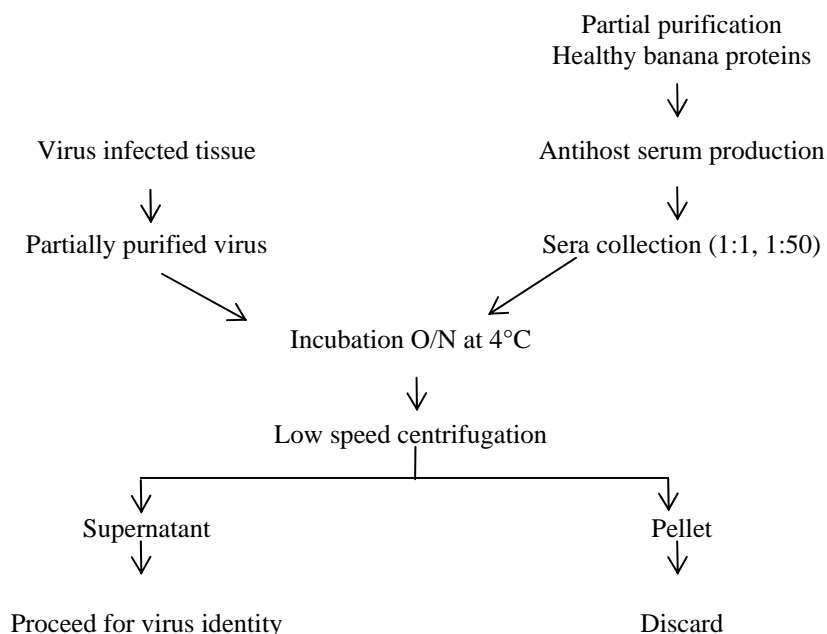 Partial purification
Healthy banana proteins
Virus infected tissue
Antihost serum production
Partially purified virus
Sera collection (1:1, 1:50)
Incubation O/N at 4°C
Low speed centrifugation
Supernatant
Pellet
Proceed for virus identity
Discard